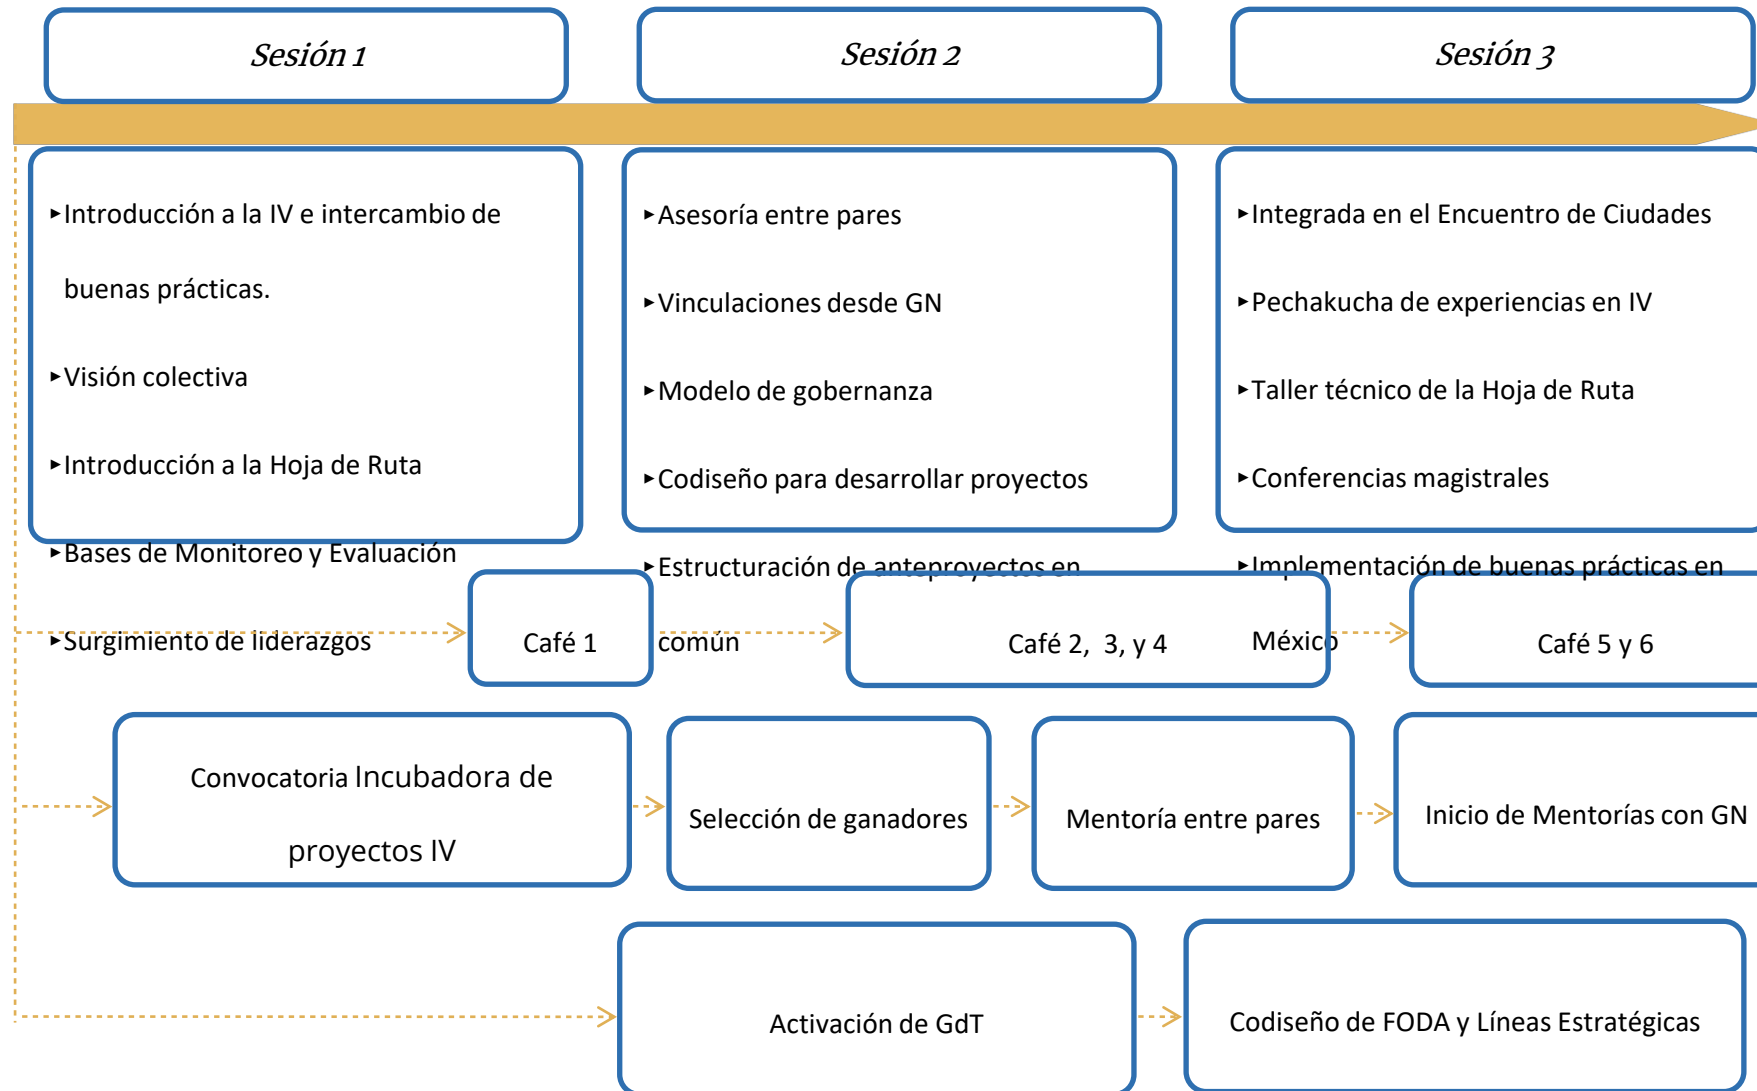 Sesión 1
Sesión 2
Sesión 3
▸Introducción a la IV e intercambio de
buenas prácticas.
▸Visión colectiva
▸Introducción a la Hoja de Ruta
▸Bases de Monitoreo y Evaluación
▸Surgimiento de liderazgos
▸Asesoría entre pares
▸Vinculaciones desde GN
▸Modelo de gobernanza
▸Codiseño para desarrollar proyectos
▸Estructuración de anteproyectos en
común
▸Integrada en el Encuentro de Ciudades
▸Pechakucha de experiencias en IV
▸Taller técnico de la Hoja de Ruta
▸Conferencias magistrales
▸Implementación de buenas prácticas en
México
Café 1
Café 2, 3, y 4
Café 5 y 6
Convocatoria Incubadora de
proyectos IV
Selección de ganadores
Mentoría entre pares
Inicio de Mentorías con GN
Activación de GdT
Codiseño de FODA y Líneas Estratégicas